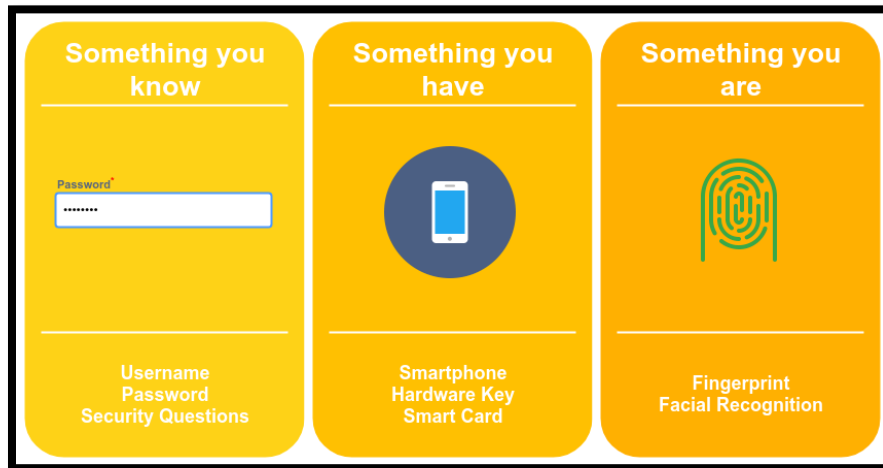 Something you
know
Password*
••••••••
Username
Password
Security Questions
Something you
have
Smartphone
Hardware Key
Smart Card
Something you
are
Fingerprint
Facial Recognition